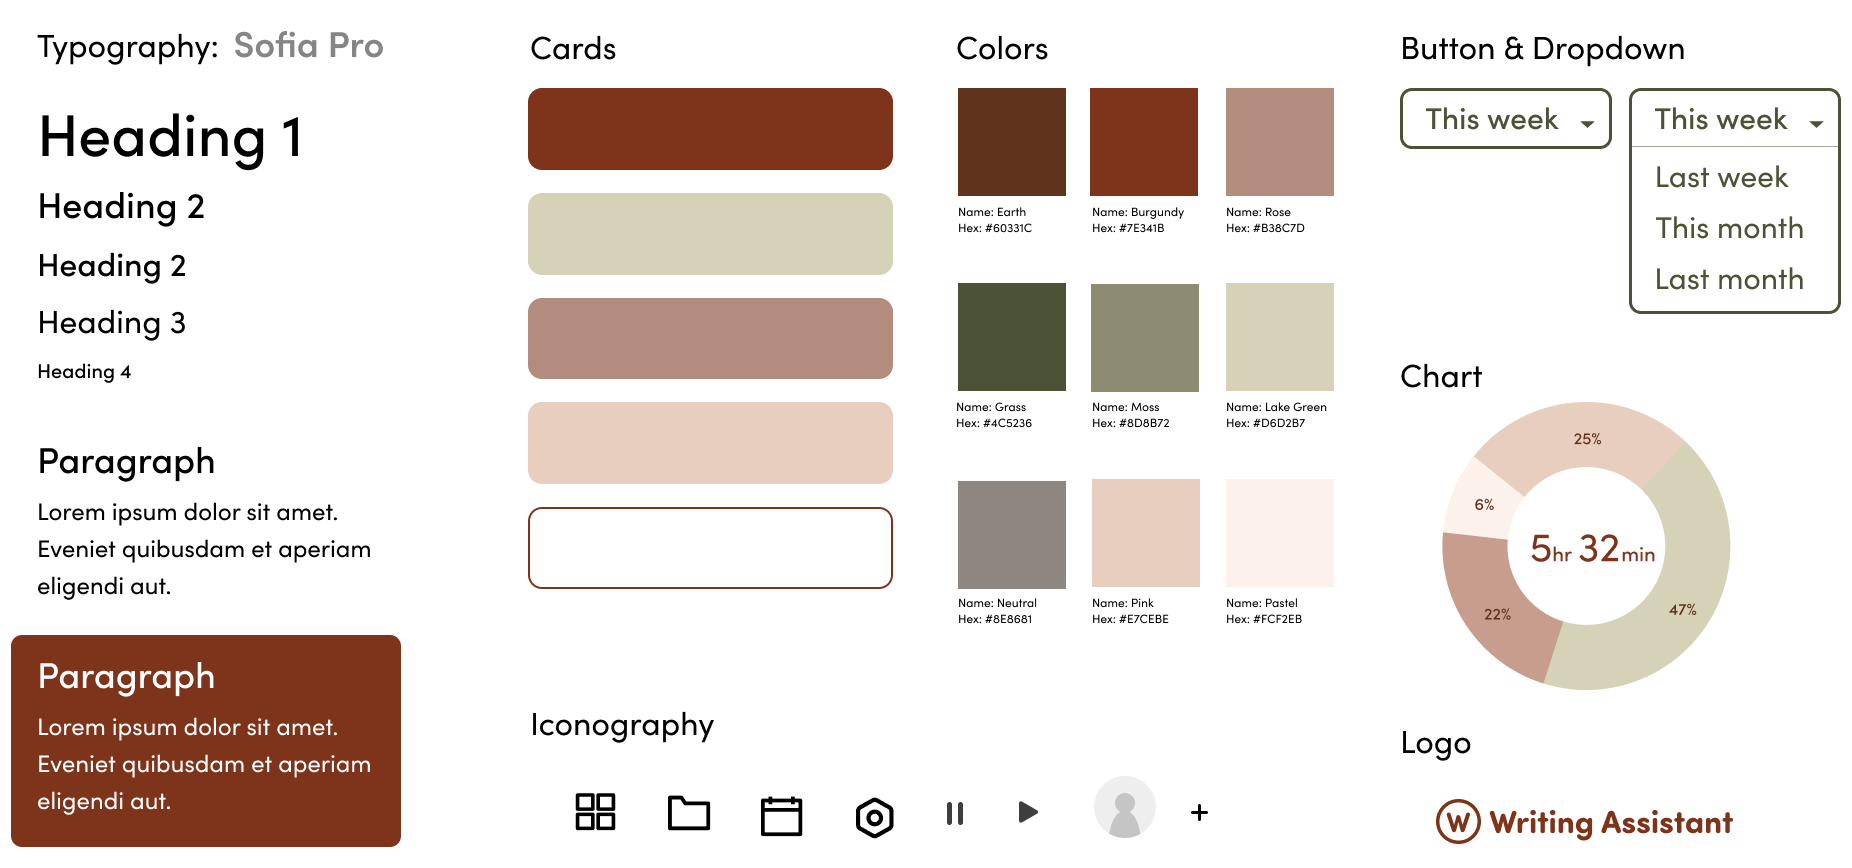 Typography: Sofia Pro
Heading 1
Heading 2
Heading 2
Heading 3
Heading 4
Paragraph
Lorem ipsum dolor sit amet.
Eveniet quibusdam et aperiam
eligendi aut.
Paragraph
Lorem ipsum dolor sit amet.
Eveniet quibusdam et aperiam
eligendi aut.
Cards
Colors
Name: Earth
Hex: #60331C
Name: Burgundy
Hex: #7E341B
Name: Rose
Hex: #B38C7D
Name: Grass
Hex: #4C5236
Name: Moss
Hex: #8D8B72
Name: Lake Green
Hex: #D6D2B7
Name: Neutral
Hex: #8E8681
Name: Pink
Hex: #E7CEBE
Name: Pastel
Hex: #FCF2EB
Iconography
Button & Dropdown
This week
This week
Last week
This month
Last month
Chart
25%
6%
5hr 32min
47%
22%
Logo
W Writing Assistant